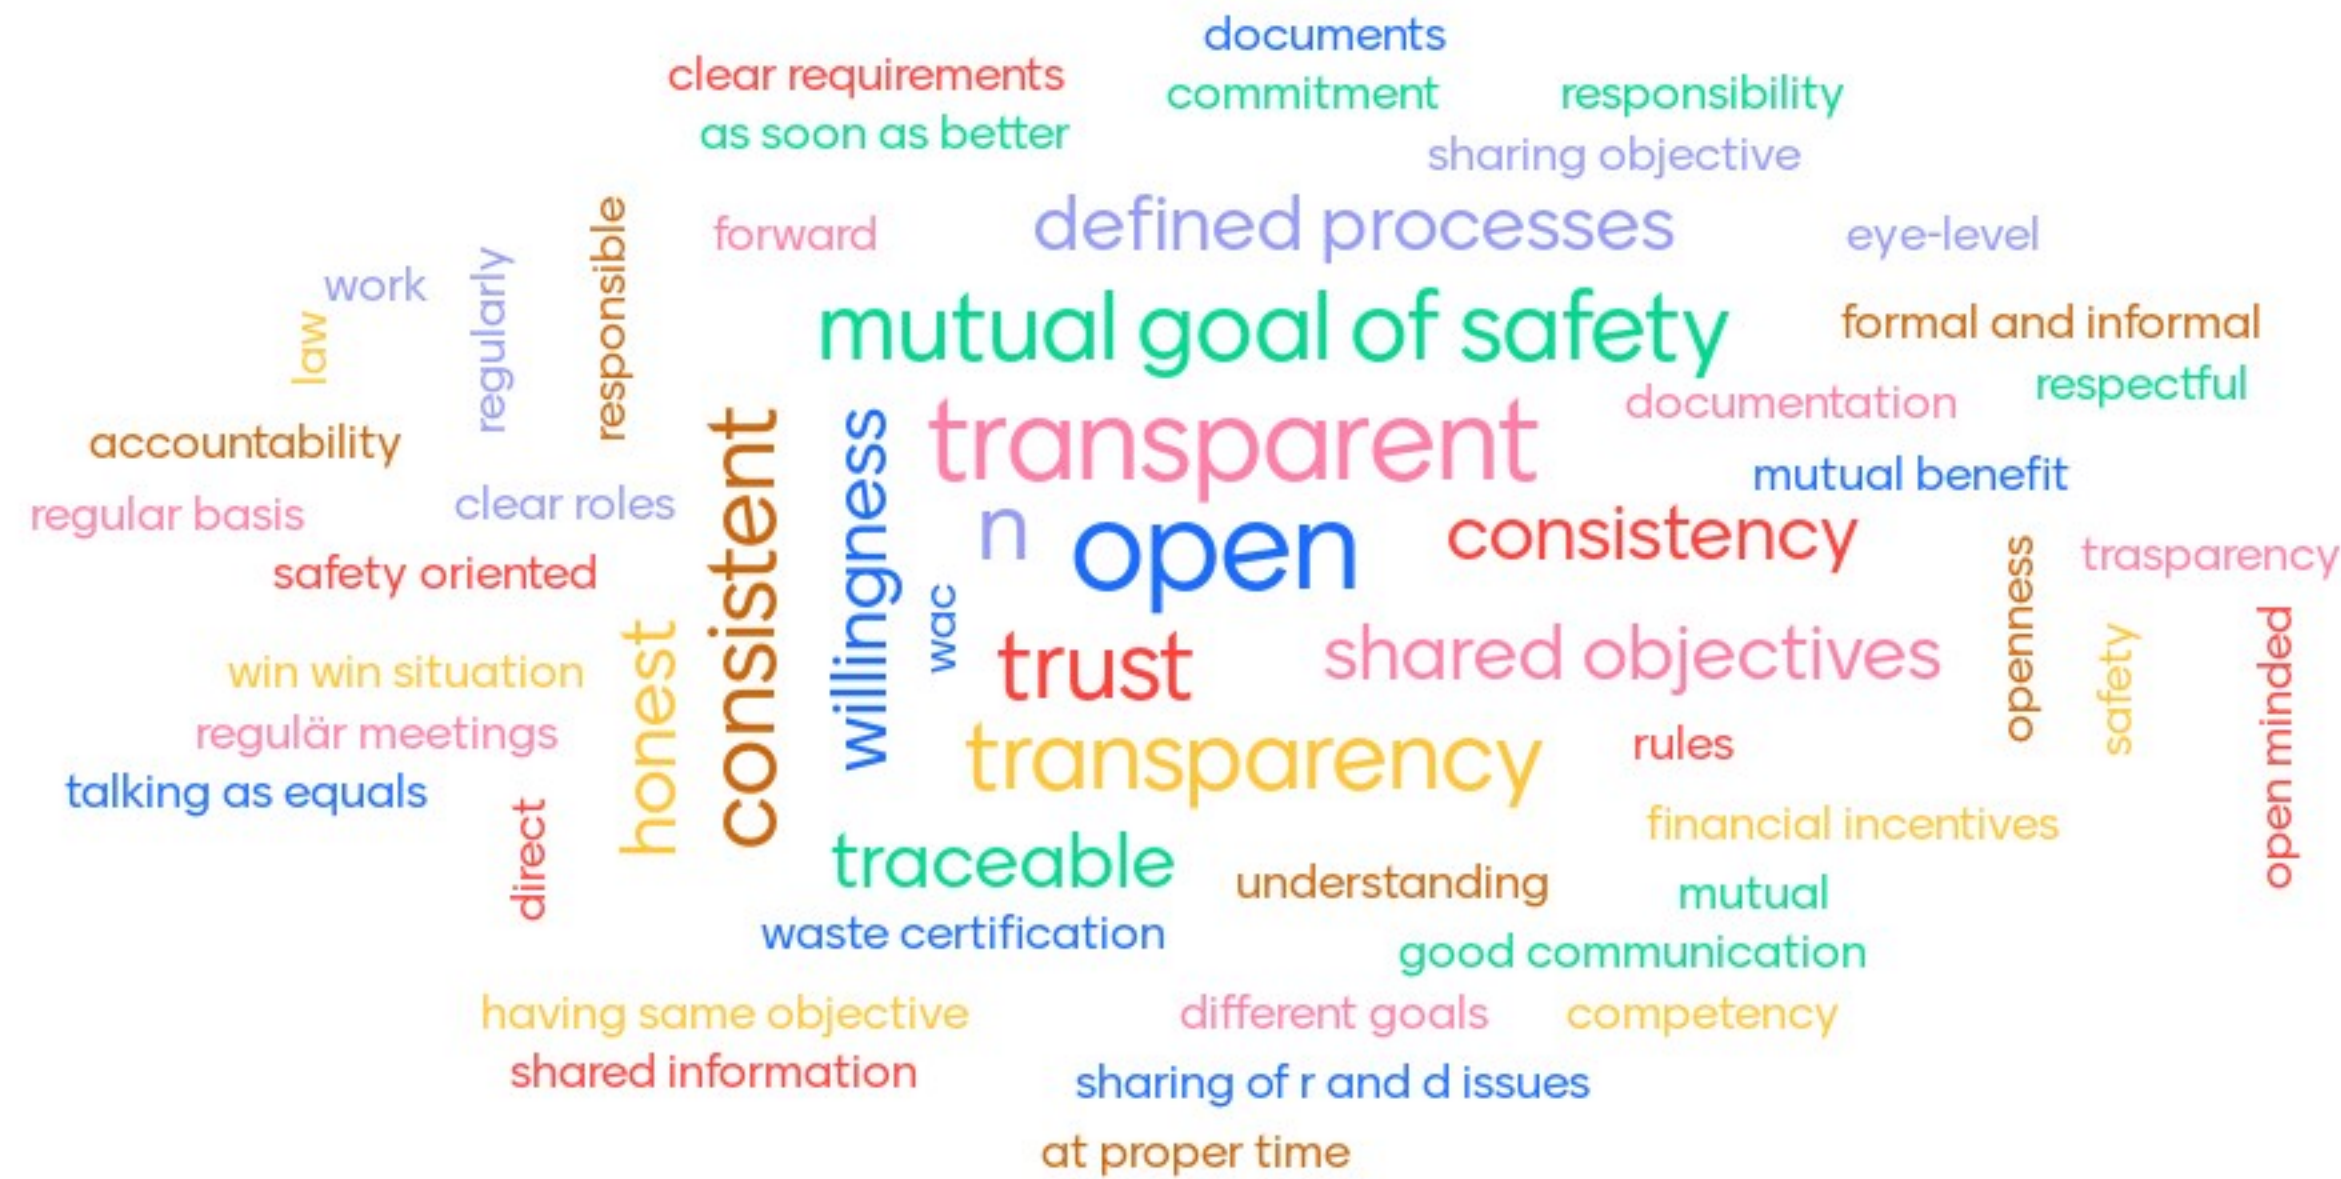 documents
clear requirements
commitment
responsibility
as soon as better
sharing objective
responsible
forward
defined processes
eye-level
work
regularly
law
mutual goal of safety
formal and informal
respectful
documentation
accountability
consistent
willingness
transparent
mutual benefit
regular basis
clear roles
n
open
consistency
openness
trasparency
safety oriented
wac
honest
trust
shared objectives
safety
open minded
win win situation
regulär meetings
transparency
rules
talking as equals
direct
financial incentives
traceable
understanding
mutual
waste certification
good communication
having same objective
different goals
competency
shared information
sharing of r and d issues
at proper time